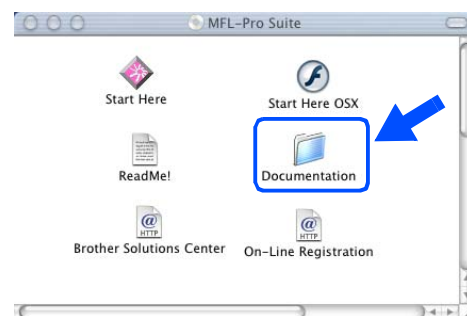 MFL-Pro Suite
Start Here
Start Here OSX
ReadMe!
Documentation
@
HTTP
@
HTTP
Brother Solutions Center
On-Line Registration